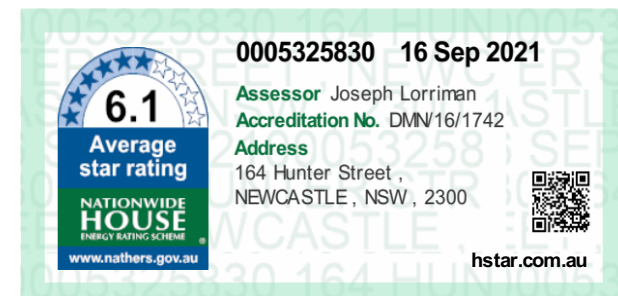 0005325830 16 Sep 2021
6.1
Average
star rating
NATIONWIDE
HOUSE
ENERGY RATING SCHEME ®
www.nathers.gov.au
Assessor Joseph Lorriman
Accreditation No. DMN/16/1742
Address
164 Hunter Street ,
NEWCASTLE , NSW , 2300
hstar.com.au